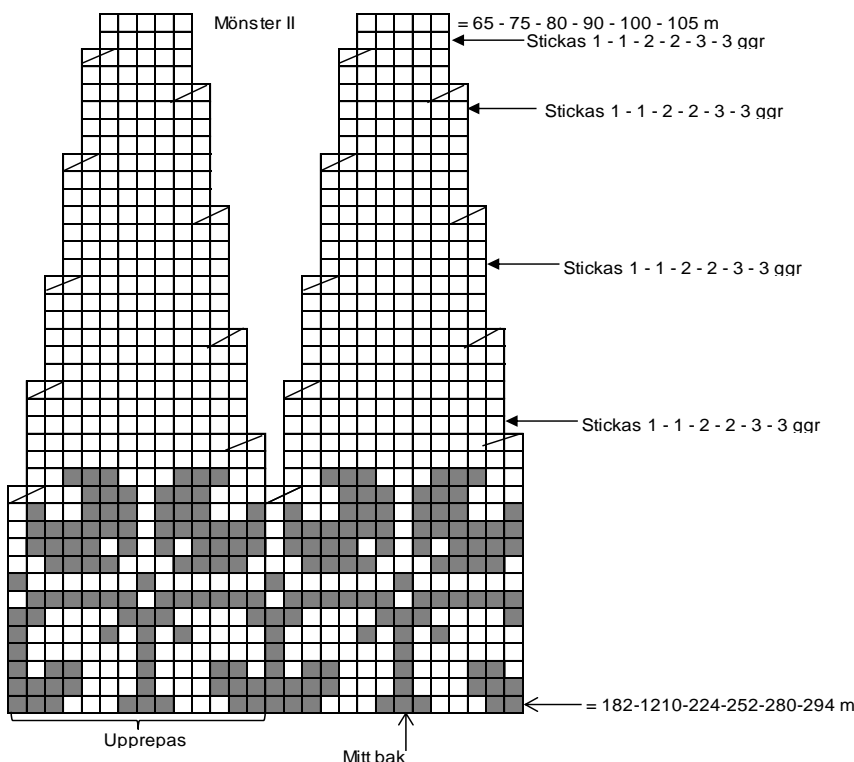 Mönster II
= 65 - 75 - 80 - 90 - 100 - 105 m
Stickas 1 - 1 - 2 - 2 - 3 - 3 ggr
Stickas 1 - 1 - 2 - 2 - 3 - 3 ggr
Stickas 1 - 1 - 2 - 2 - 3 - 3 ggr
Stickas 1 - 1 - 2 - 2 - 3 - 3 ggr
= 182-1210-224-252-280-294 m
Upprepas
Mitt bak